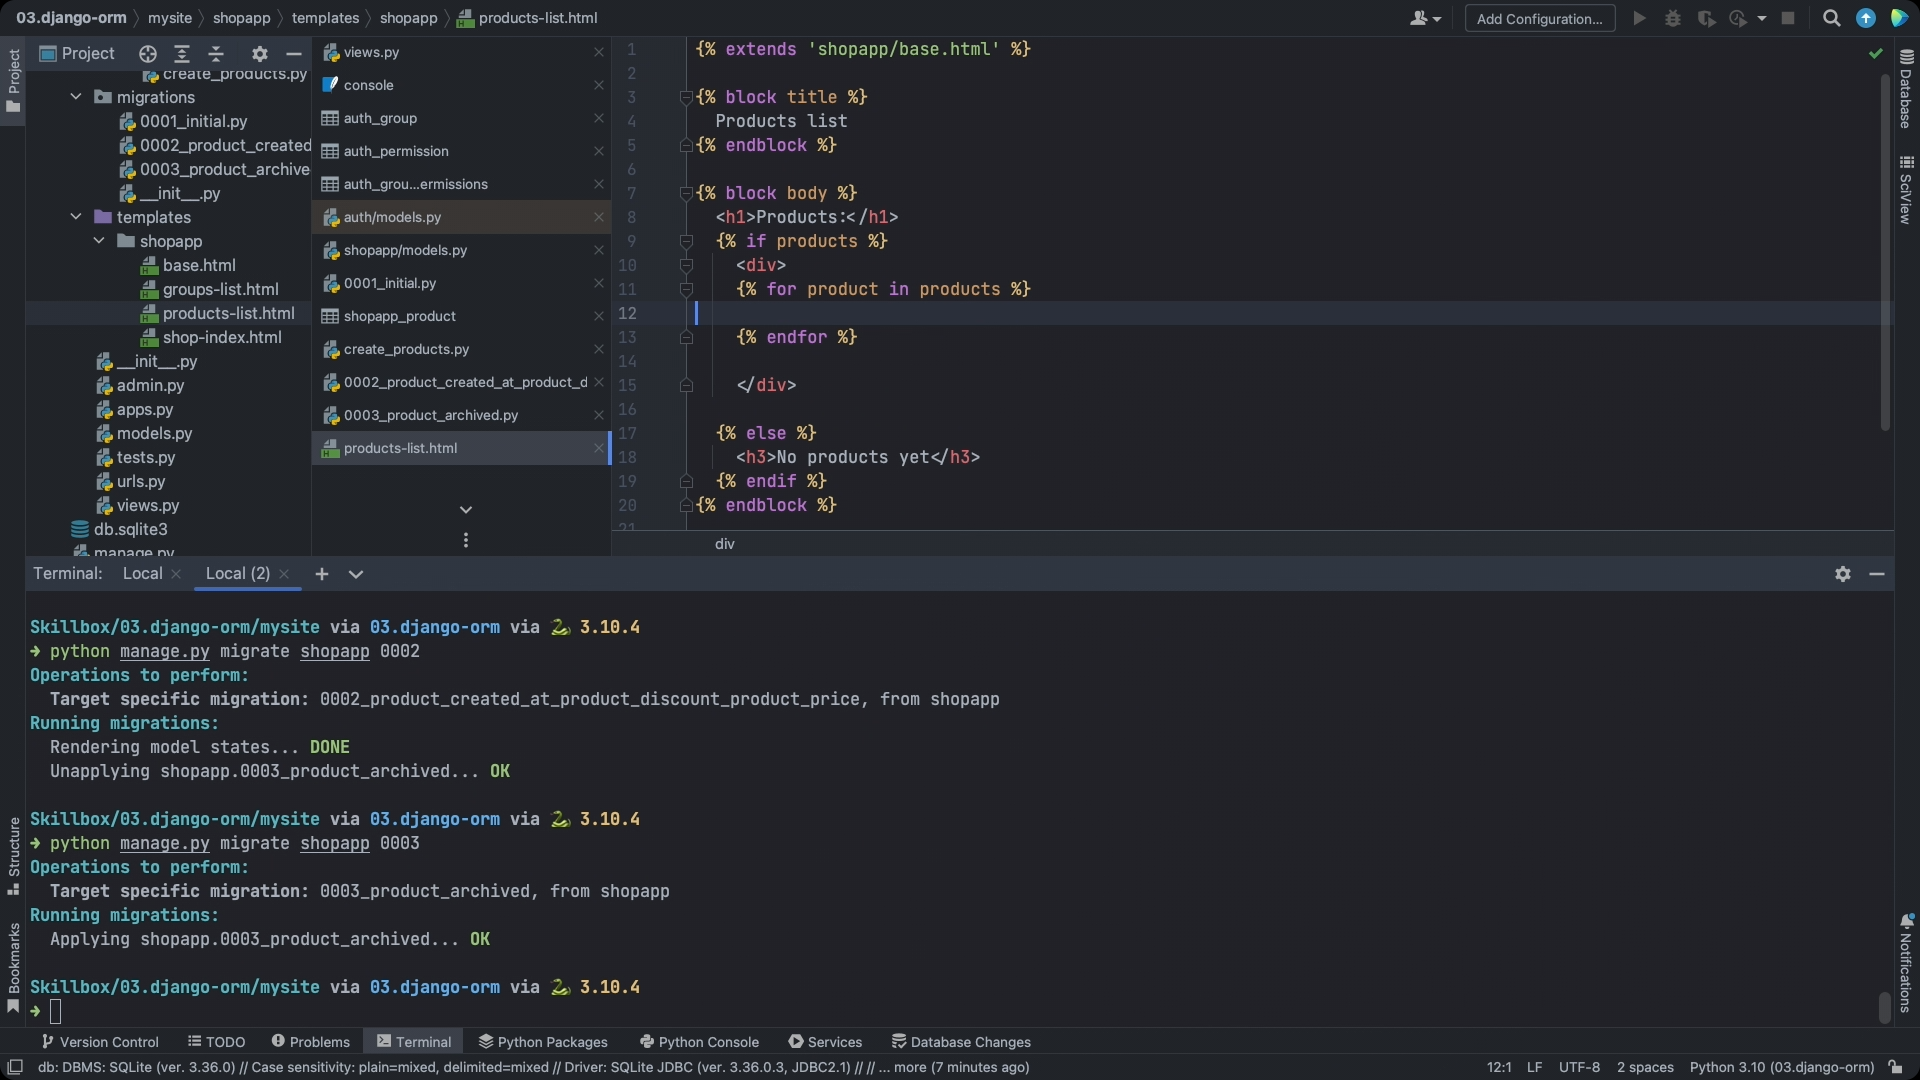 03.django-orm
mysite
shopapp
templates
shopapp
products-list.html
Add Configuration...
Project
Project
create_products.py
migrations
0001_initial.py
0002_product_created
0003_product_archive
__init__.py
templates
shopapp
base.html
groups-list.html
products-list.html
shop-index.html
__init__.py
admin.py
apps.py
models.py
tests.py
urls.py
views.py
db.sqlite3
manage.py
views.py
console
auth_group
auth_permission
auth_grou...ermissions
auth/models.py
shopapp/models.py
0001_initial.py
shopapp_product
create_products.py
0002_product_created_at_product_d
0003_product_archived.py
products-list.html
1 {% extends 'shopapp/base.html' %}
2
3 {% block title %}
4 Products list
5 {% endblock %}
6
7 {% block body %}
8 <h1>Products:</h1>
9 {% if products %}
10 <div>
11 {% for product in products %}
12
13 {% endfor %}
14
15 </div>
16
17 {% else %}
18 <h3>No products yet</h3>
19 {% endif %}
20 {% endblock %}
21
div
Database
SciView
Notifications
Structure
Bookmarks
Terminal: Local Local (2)
Skillbox/03.django-orm/mysite via 03.django-orm via 🐍 3.10.4
→ python manage.py migrate shopapp 0002
Operations to perform:
Target specific migration: 0002_product_created_at_product_discount_product_price, from shopapp
Running migrations:
Rendering model states... DONE
Unapplying shopapp.0003_product_archived... OK
Skillbox/03.django-orm/mysite via 03.django-orm via 🐍 3.10.4
→ python manage.py migrate shopapp 0003
Operations to perform:
Target specific migration: 0003_product_archived, from shopapp
Running migrations:
Applying shopapp.0003_product_archived... OK
Skillbox/03.django-orm/mysite via 03.django-orm via 🐍 3.10.4
→
Version Control TODO Problems Terminal Python Packages Python Console Services Database Changes
db: DBMS: SQLite (ver. 3.36.0) // Case sensitivity: plain=mixed, delimited=mixed // Driver: SQLite JDBC (ver. 3.36.0.3, JDBC2.1) // // ... more (7 minutes ago) 12:1 LF UTF-8 2 spaces Python 3.10 (03.django-orm)